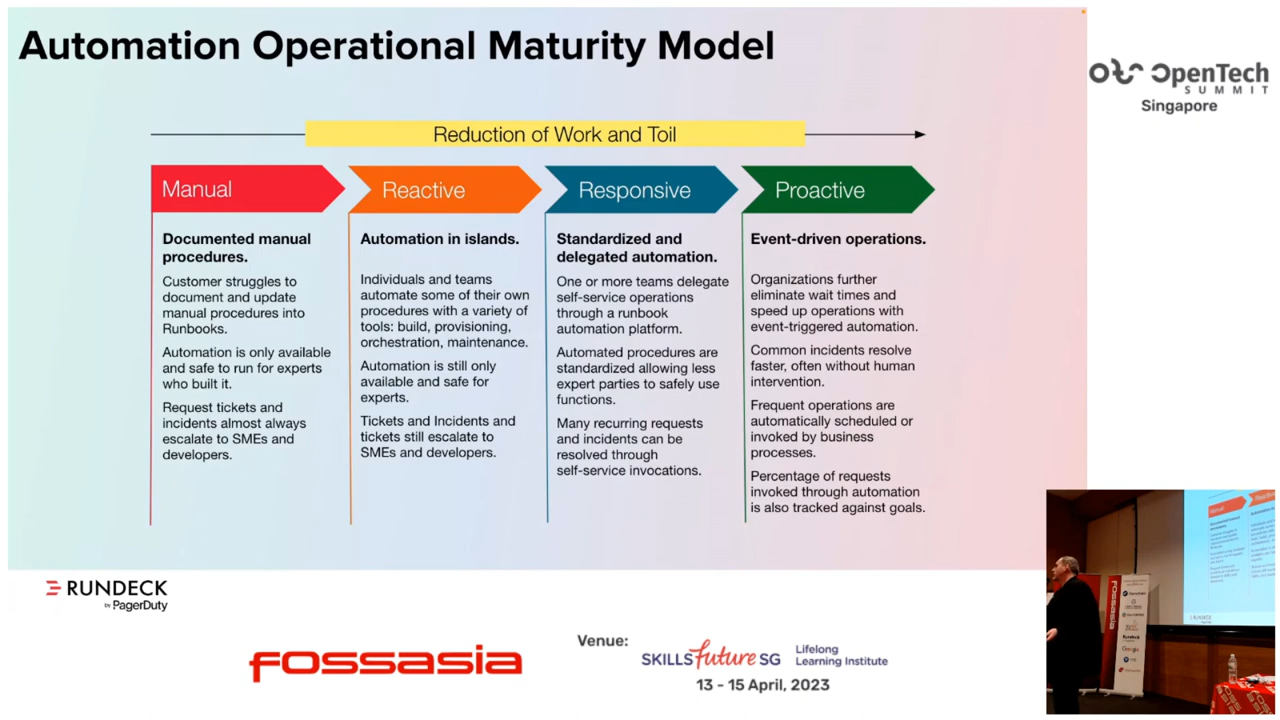 Automation Operational Maturity Model
OpenTech
SUMMIT
Singapore
Reduction of Work and Toil
Manual
Reactive
Responsive
Proactive
Documented manual
procedures.
Customer struggles to
document and update
manual procedures into
Runbooks.
Automation is only available
and safe to run for experts
who built it.
Request tickets and
incidents almost always
escalate to SMEs and
developers.
Automation in islands.
Individuals and teams
automate some of their own
procedures with a variety of
tools: build, provisioning,
orchestration, maintenance.
Automation is still only
available and safe for
experts.
Tickets and Incidents and
tickets still escalate to
SMEs and developers.
Standardized and
delegated automation.
One or more teams delegate
self-service operations
through a runbook
automation platform.
Automated procedures are
standardized allowing less
expert parties to safely use
functions.
Many recurring requests
and incidents can be
resolved through
self-service invocations.
Event-driven operations.
Organizations further
eliminate wait times and
speed up operations with
event-triggered automation.
Common incidents resolve
faster, often without human
intervention.
Frequent operations are
automatically scheduled or
invoked by business
processes.
Percentage of requests
invoked through automation
is also tracked against goals.
RUNDECK
by PagerDuty
FOSSASIA
Venue:
SKILLS future SG
Lifelong
Learning Institute
13 - 15 April, 2023
Manual
fossasia
Google